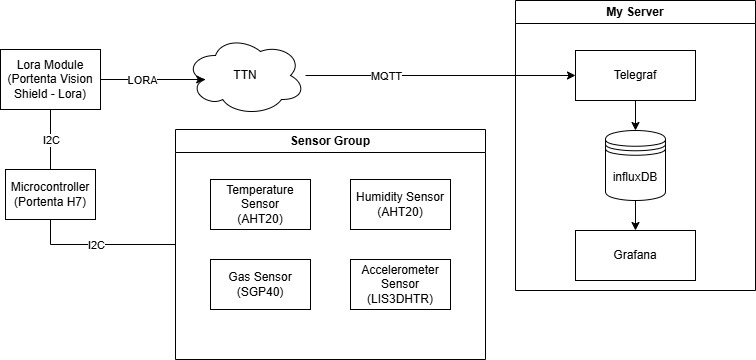 My Server
Lora Module
(Portenta Vision
Shield - Lora)
LORA
TTN
MQTT
Telegraf
I2C
Sensor Group
influxDB
Microcontroller
(Portenta H7)
Temperature
Sensor
(AHT20)
Humidity Sensor
(AHT20)
I2C
Grafana
Gas Sensor
(SGP40)
Accelerometer
Sensor
(LIS3DHTR)